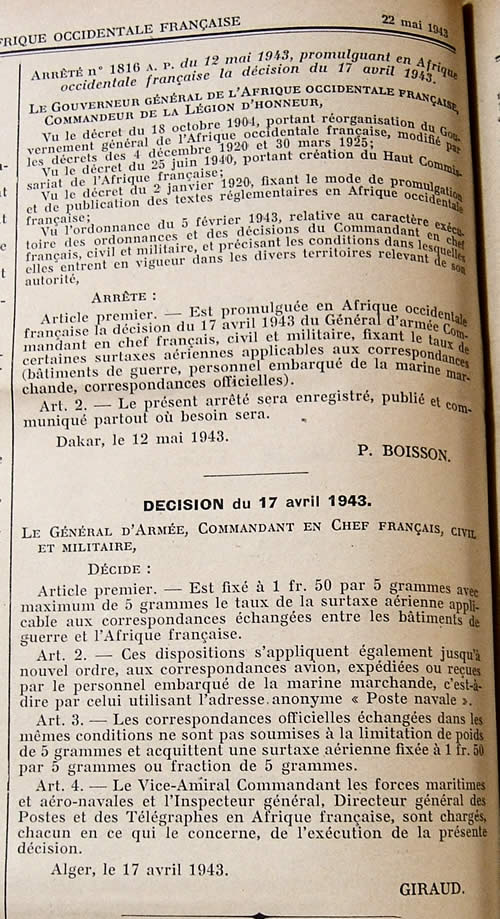 FRIQUE OCCIDENTALE FRANÇAISE
22 mai 1943
ARRÊTÉ n° 1816 A. P. du 12 mai 1943, promulguant en Afrique
occidentale française la décision du 17 avril 1943.
LE GOUVERNEUR GÉNÉRAL DE L'AFRIQUE OCCIDENTALE FRANÇAISE,
COMMANDEUR DE LA LÉGION D'HONNEUR,
Vu le décret du 18 octobre 1904, portant réorganisation du Gou-
vernement général de l'Afrique occidentale française, modifié par
les décrets des 4 décembre 1920 et 30 mars 1925;
Vu le décret du 25 juin 1940, portant création du Haut Commis-
sariat de l'Afrique française;
Vu le décret du 2 janvier 1920, fixant le mode de promulgation
et de publication des textes réglementaires en Afrique occidentale
française;
Vu l'ordonnance du 5 février 1943, relative au caractère exécu-
toire des ordonnances et des décisions du Commandant en chef
français, civil et militaire, et précisant les conditions dans lesquelles
elles entrent en vigueur dans les divers territoires relevant de son
autorité,
ARRÊTE :
Article premier. — Est promulguée en Afrique occidentale
française la décision du 17 avril 1943 du Général d'armée Com-
mandant en chef français, civil et militaire, fixant le taux de
certaines surtaxes aériennes applicables aux correspondances
(bâtiments de guerre, personnel embarqué de la marine mar-
chande, correspondances officielles).
Art. 2. — Le présent arrêté sera enregistré, publié et com-
muniqué partout où besoin sera.
Dakar, le 12 mai 1943.
P. BOISSON.
DECISION du 17 avril 1943.
LE GÉNÉRAL D'ARMÉE, COMMANDANT EN CHEF FRANÇAIS, CIVIL
ET MILITAIRE,
DÉCIDE :
Article premier. — Est fixé à 1 fr. 50 par 5 grammes avec
maximum de 5 grammes le taux de la surtaxe aérienne appli-
cable aux correspondances échangées entre les bâtiments de
guerre et l'Afrique française.
Art. 2. — Ces dispositions s'appliquent également jusqu'à
nouvel ordre, aux correspondances avion, expédiées ou reçues
par le personnel embarqué de la marine marchande, c'est-à-
dire par celui utilisant l'adresse anonyme « Poste navale ».
Art. 3. — Les correspondances officielles échangées dans les
mêmes conditions ne sont pas soumises à la limitation de poids
de 5 grammes et acquittent une surtaxe aérienne fixée à 1 fr. 50
par 5 grammes ou fraction de 5 grammes.
Art. 4. — Le Vice-Amiral Commandant les forces maritimes
et aéro-navales et l'Inspecteur général, Directeur général des
Postes et des Télégraphes en Afrique française, sont chargés,
chacun en ce qui le concerne, de l'exécution de la présente
décision.
Alger, le 17 avril 1943.
GIRAUD.